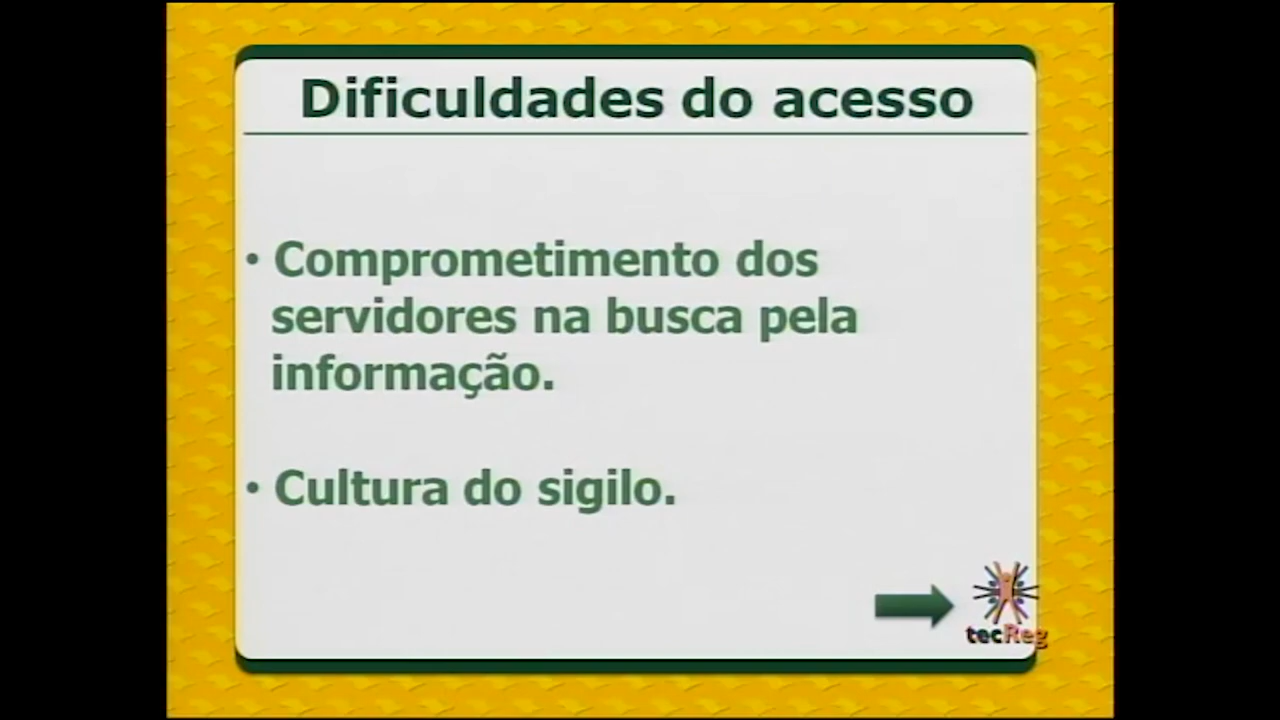 Dificuldades do acesso
• Comprometimento dos
servidores na busca pela
informação.
• Cultura do sigilo.
tecReg